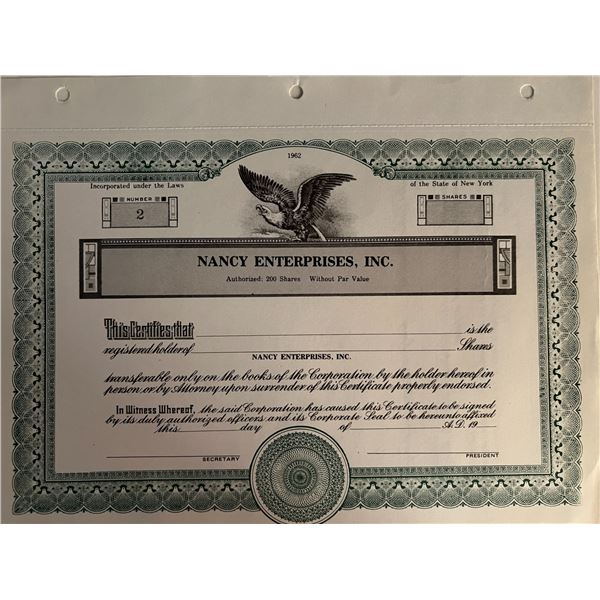 1962
Incorporated under the Laws
of the State of New York
NUMBER
2
SHARES
NANCY ENTERPRISES, INC.
Authorized: 200 Shares Without Par Value
This Certifies that is the
registered holder of Shares
NANCY ENTERPRISES, INC.
transferable only on the books of the Corporation by the holder hereof in
person or by Attorney upon surrender of this Certificate properly endorsed.
In Witness Whereof, the said Corporation has caused this Certificate to be signed
by its duly authorized officers and its Corporate Seal to be hereunto affixed
this day of A.D. 19
SECRETARY
PRESIDENT